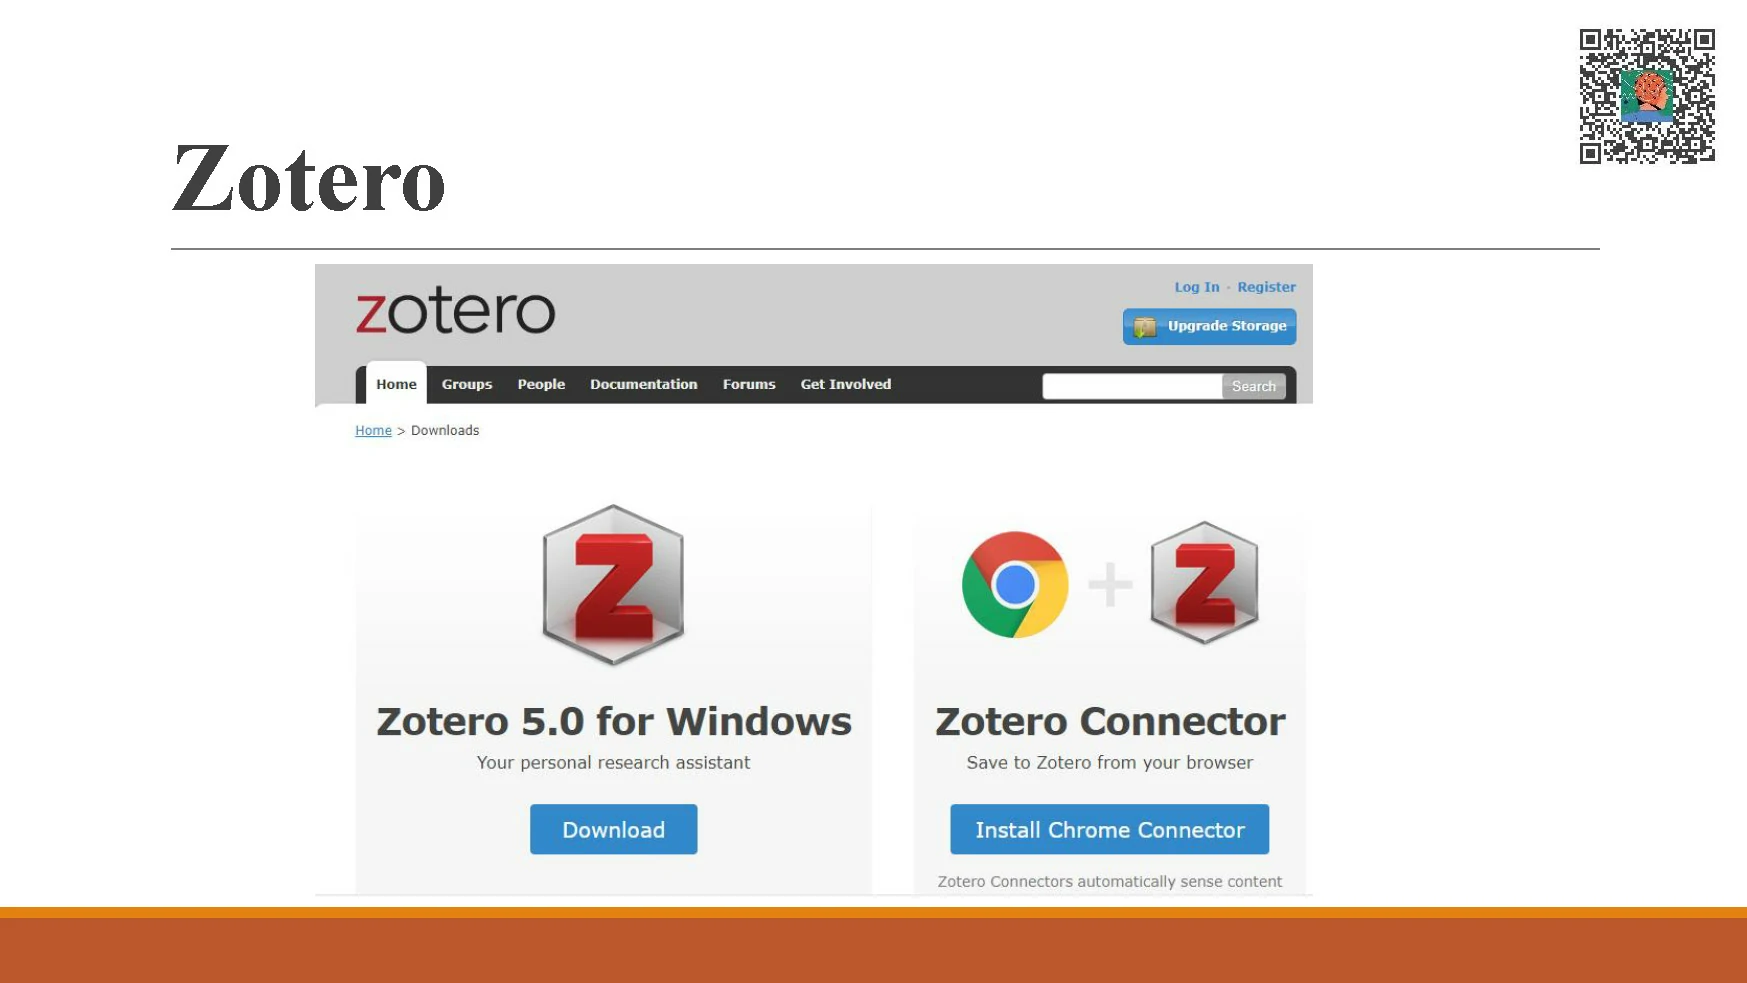 Zotero
zotero
Log In - Register
Upgrade Storage
Home Groups People Documentation Forums Get Involved
Search
Home > Downloads
Zotero 5.0 for Windows
Your personal research assistant
Download
Zotero Connector
Save to Zotero from your browser
Install Chrome Connector
Zotero Connectors automatically sense content